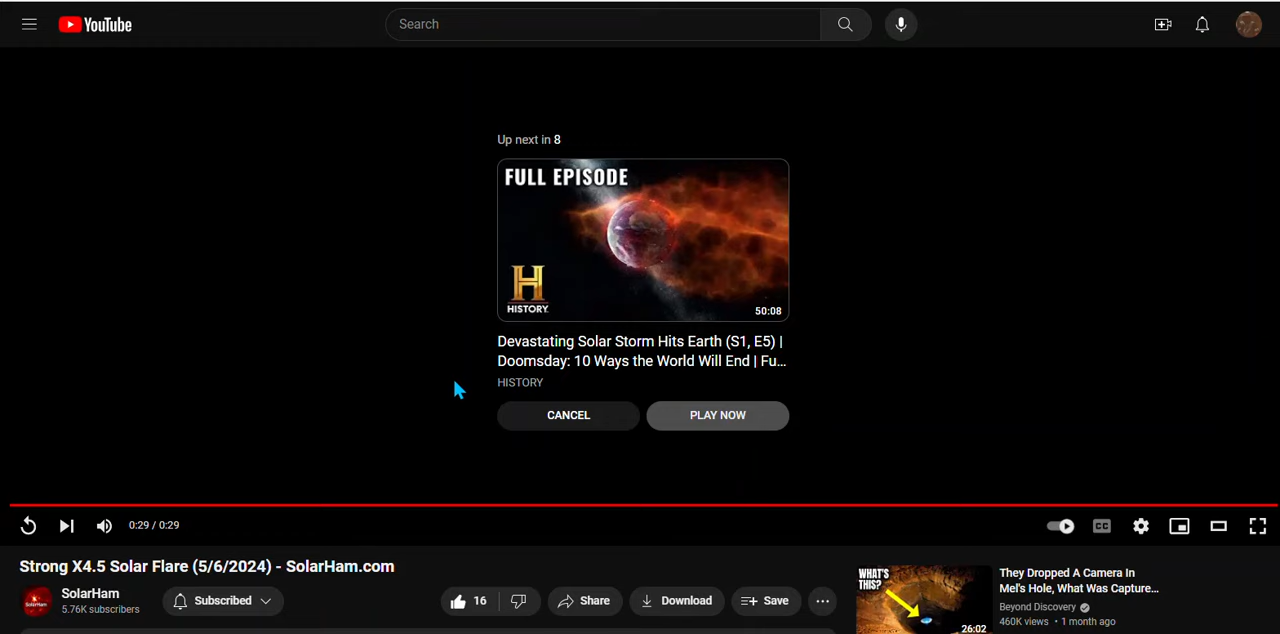 YouTube
Search
Up next in 8
FULL EPISODE
H
HISTORY.
50:08
Devastating Solar Storm Hits Earth (S1, E5) |
Doomsday: 10 Ways the World Will End | Fu...
HISTORY
CANCEL
PLAY NOW
0:29 / 0:29
CC
Strong X4.5 Solar Flare (5/6/2024) - SolarHam.com
SolarHam
SolarHam
5.76K subscribers
Subscribed
16
Share
Download
Save
WHAT'S
THIS?
26:02
They Dropped A Camera In
Mel's Hole, What Was Capture...
Beyond Discovery
460K views • 1 month ago